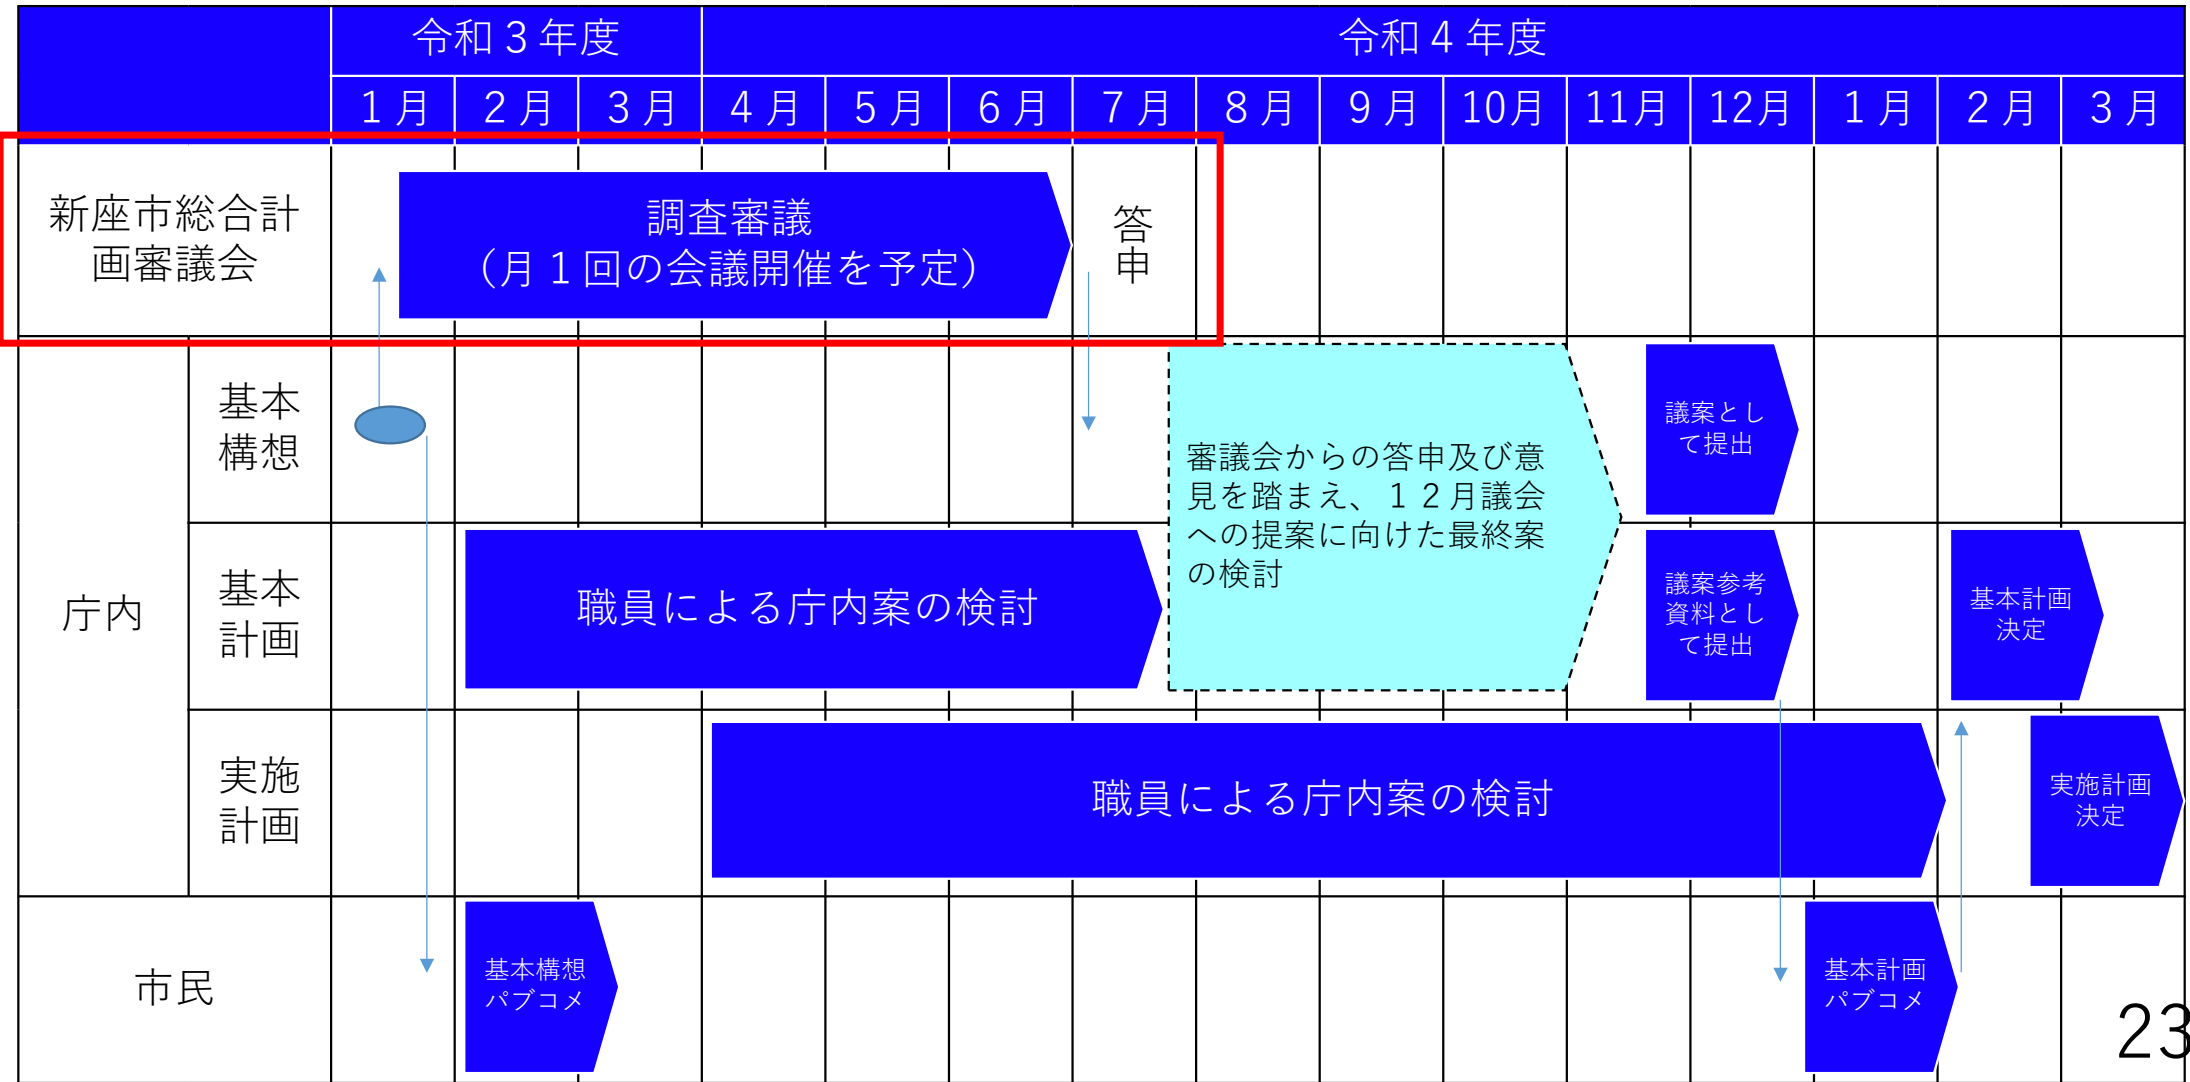 令和３年度
令和４年度
１月
２月
３月
４月
５月
６月
７月
８月
９月
10月
11月
12月
１月
２月
３月
新座市総合計
画審議会
調査審議
（月１回の会議開催を予定）
答
申
庁内
基本
構想
審議会からの答申及び意
見を踏まえ、１２月議会
への提案に向けた最終案
の検討
議案とし
て提出
基本
計画
職員による庁内案の検討
議案参考
資料とし
て提出
基本計画
決定
実施
計画
職員による庁内案の検討
実施計画
決定
市民
基本構想
パブコメ
基本計画
パブコメ
23